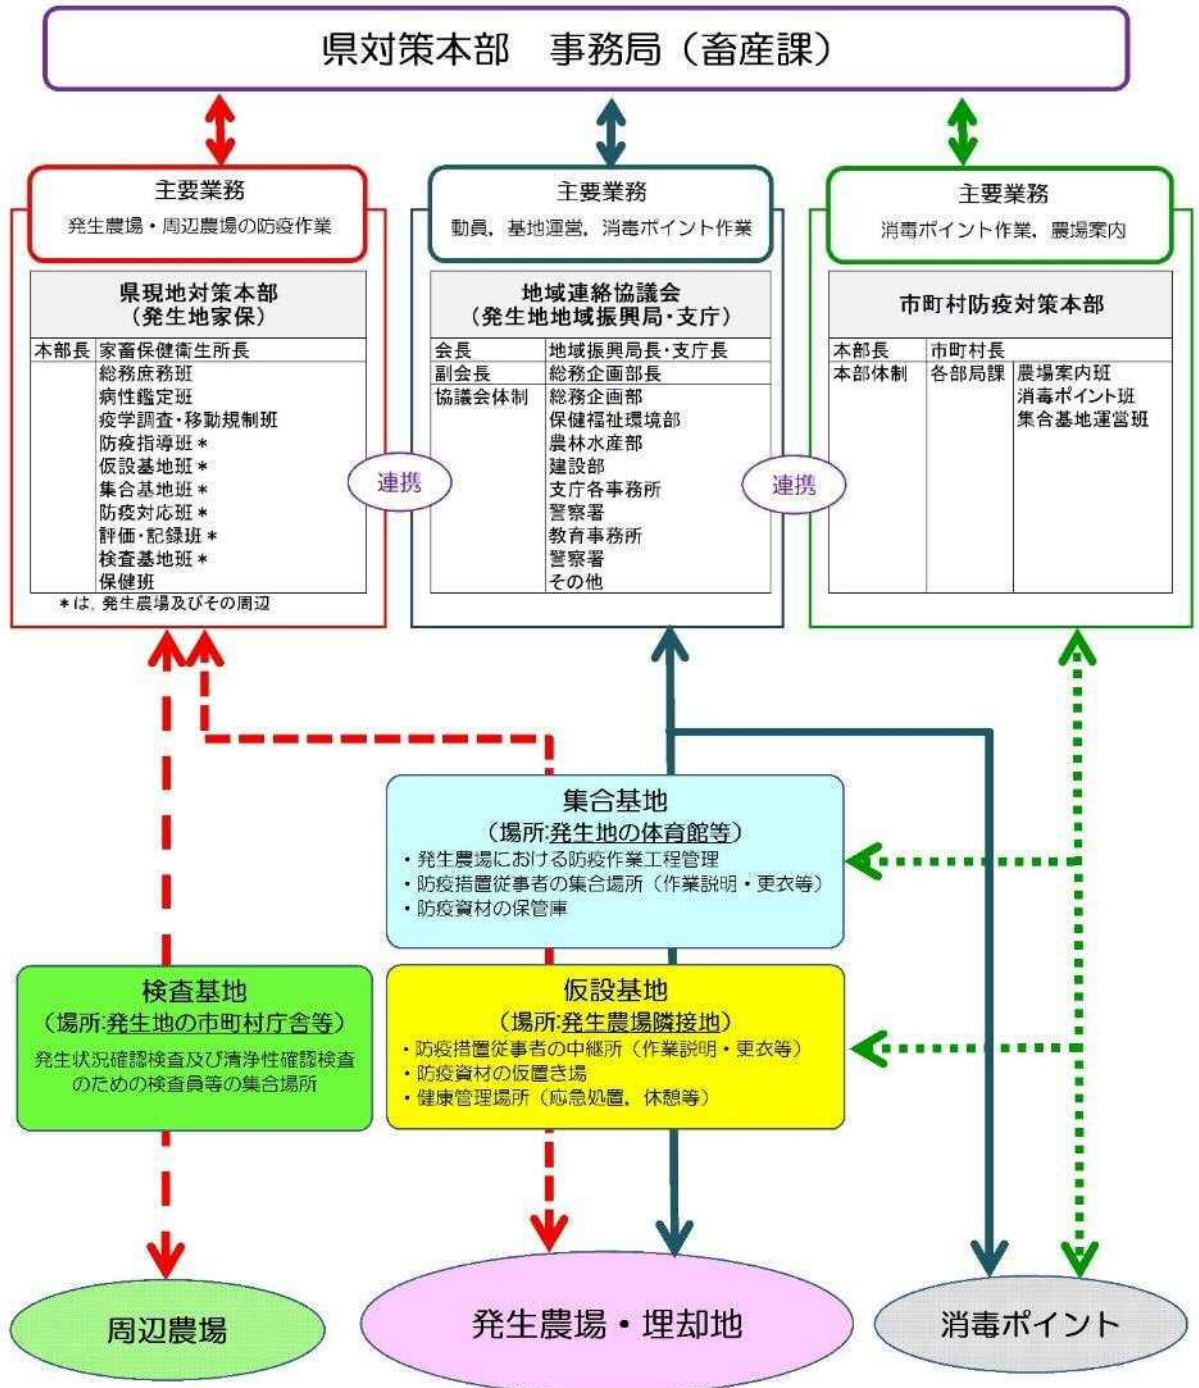 県対策本部　事務局（畜産課）
主要業務
発生農場・周辺農場の防疫作業
県現地対策本部
（発生地家保）
本部長 家畜保健衛生所長
総務庶務班
病性鑑定班
疫学調査・移動規制班
防疫指導班＊
仮設基地班＊
集合基地班＊
防疫対応班＊
評価・記録班＊
検査基地班＊
保健班
＊は，発生農場及びその周辺
連携
主要業務
動員，基地運営，消毒ポイント作業
地域連絡協議会
（発生地地域振興局・支庁）
会長 地域振興局長・支庁長
副会長 総務企画部長
協議会体制 総務企画部
保健福祉環境部
農林水産部
建設部
支庁各事務所
警察署
教育事務所
警察署
その他
連携
主要業務
消毒ポイント作業，農場案内
市町村防疫対策本部
本部長 市町村長
本部体制 各部局課 農場案内班
消毒ポイント班
集合基地運営班
集合基地
（場所:発生地の体育館等）
・発生農場における防疫作業工程管理
・防疫措置従事者の集合場所（作業説明・更衣等）
・防疫資材の保管庫
検査基地
（場所:発生地の市町村庁舎等）
発生状況確認検査及び清浄性確認検査
のための検査員等の集合場所
仮設基地
（場所:発生農場隣接地）
・防疫措置従事者の中継所（作業説明・更衣等）
・防疫資材の仮置き場
・健康管理場所（応急処置，休憩等）
周辺農場
発生農場・埋却地
消毒ポイント